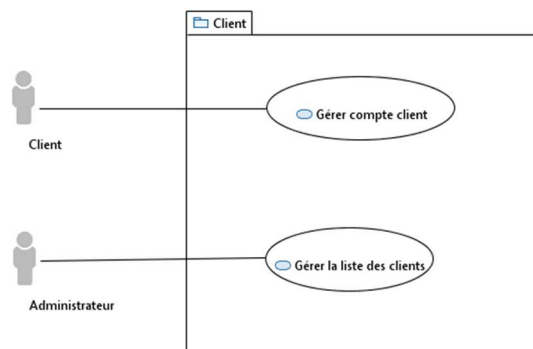 Client
Gérer compte client
Client
Gérer la liste des clients
Administrateur